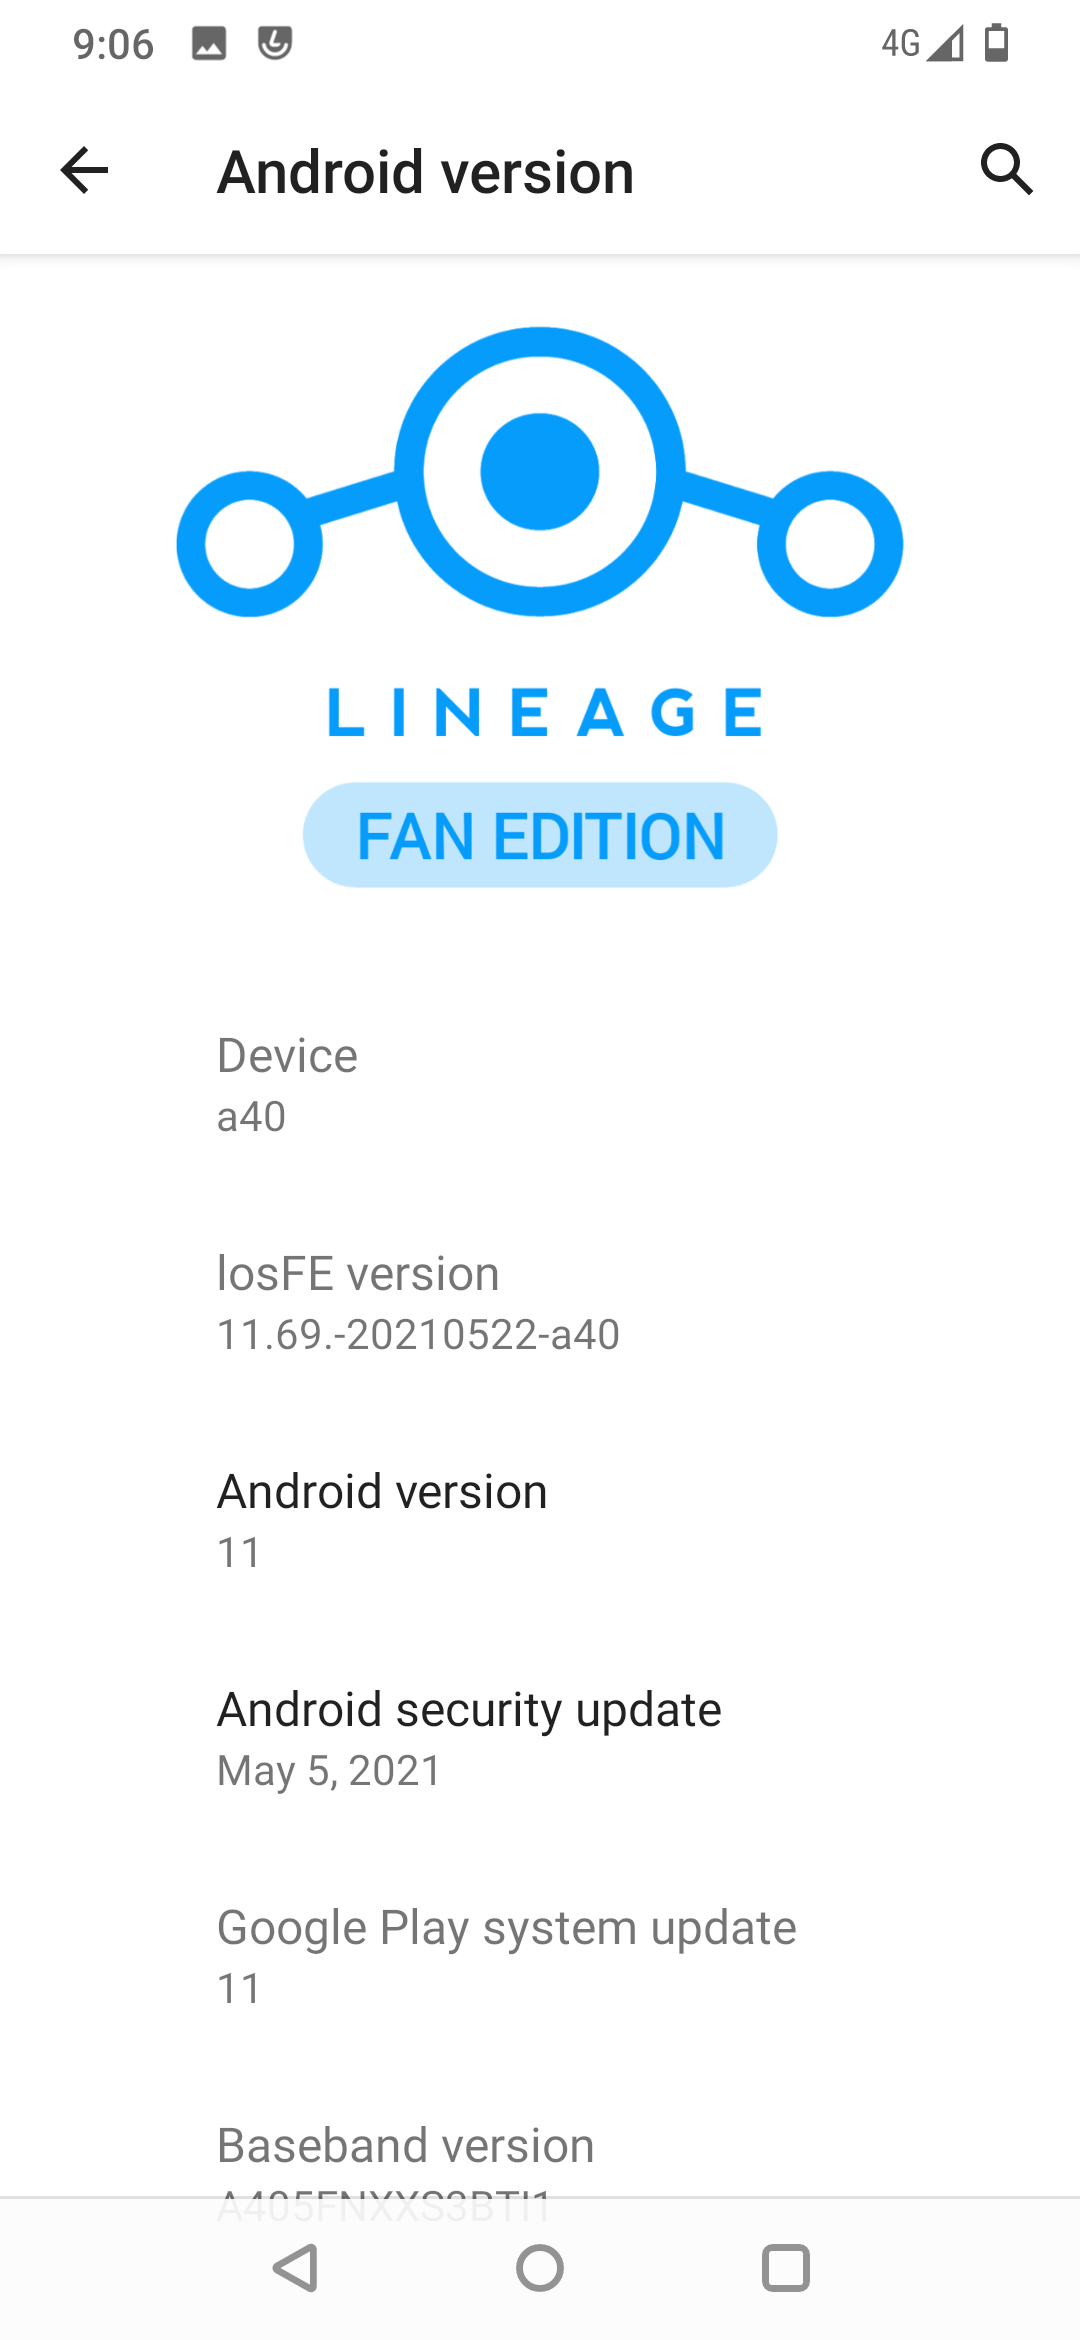 9:06 4G
Android version
LINEAGE
FAN EDITION
Device
a40
losFE version
11.69.-20210522-a40
Android version
11
Android security update
May 5, 2021
Google Play system update
11
Baseband version
A405FNXXS3BTI1